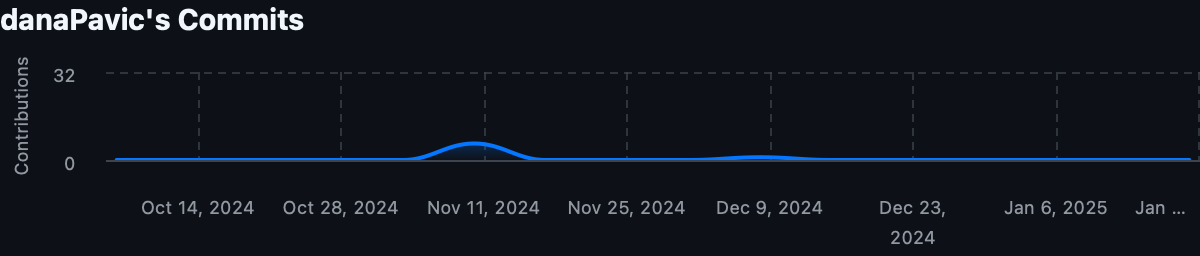 danaPavic's Commits
Contributions
32
0
Oct 14, 2024
Oct 28, 2024
Nov 11, 2024
Nov 25, 2024
Dec 9, 2024
Dec 23,
2024
Jan 6, 2025
Jan ...